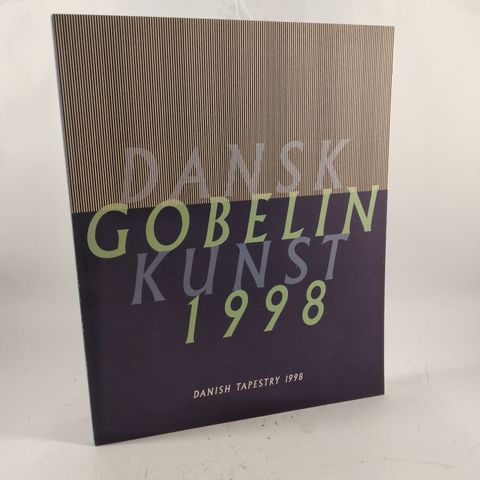 DANSK
GOBELIN
KUNST
1998
DANISH TAPESTRY 1998